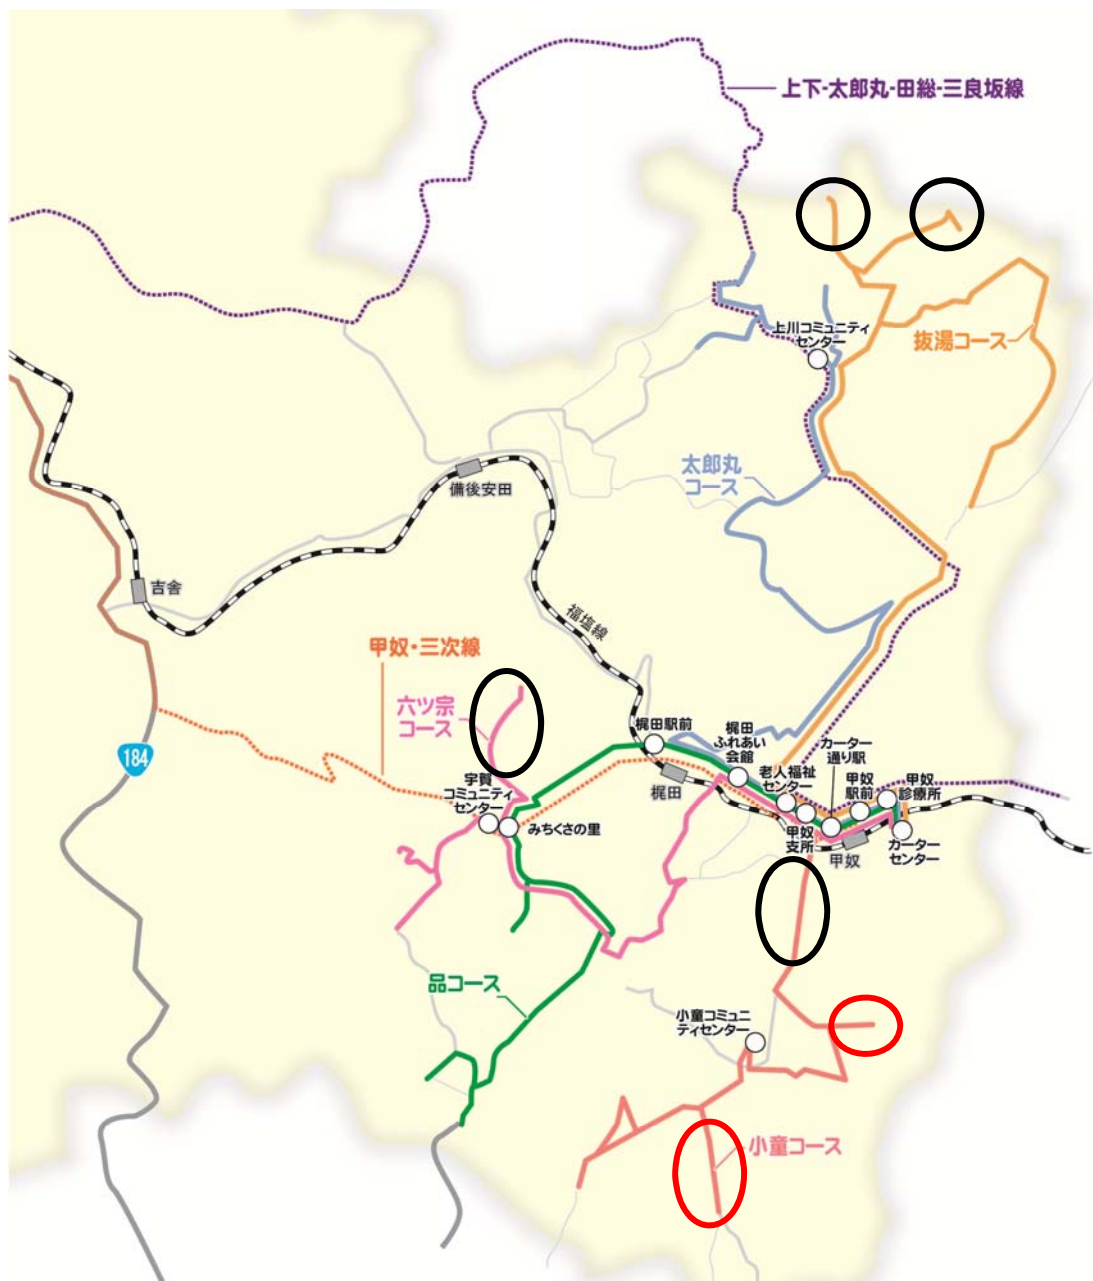 上下-太郎丸-田総-三良坂線
上川コミュニティ
センター
抜湯コース
太郎丸
コース
備後安田
吉舎
福塩線
甲奴・三次線
六ツ宗
コース
184
梶田駅前
梶田
ふれあい
会館
カーター
通り駅
老人福祉
センター
甲奴
駅前
甲奴
診療所
宇賀
コミュニティ
センター
みちくさの里
梶田
甲奴
支所
甲奴
カーター
センター
品コース
小童コミュニ
ティセンター
小童コース